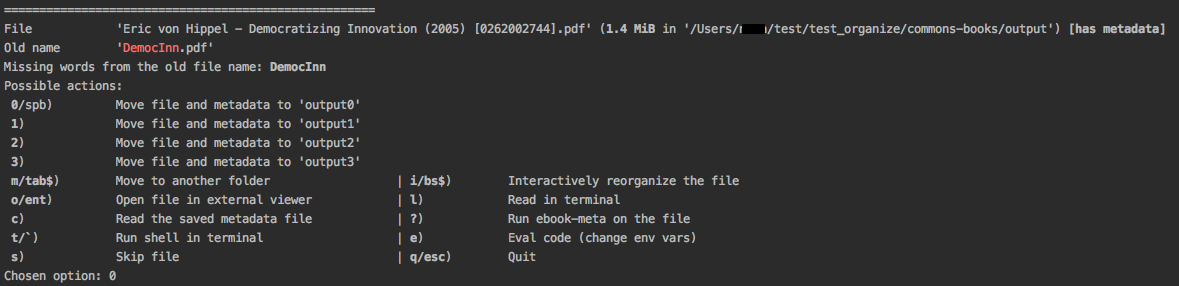 =====================================================
File 'Eric von Hippel - Democratizing Innovation (2005) [0262002744].pdf' (1.4 MiB in '/Users/ /test/test_organize/commons-books/output') [has metadata]
Old name 'DemocInn.pdf'
Missing words from the old file name: DemocInn
Possible actions:
0/spb) Move file and metadata to 'output0'
1) Move file and metadata to 'output1'
2) Move file and metadata to 'output2'
3) Move file and metadata to 'output3'
m/tab$) Move to another folder | i/bs$) Interactively reorganize the file
o/ent) Open file in external viewer | l) Read in terminal
c) Read the saved metadata file | ?) Run ebook-meta on the file
t/`) Run shell in terminal | e) Eval code (change env vars)
s) Skip file | q/esc) Quit
Chosen option: 0